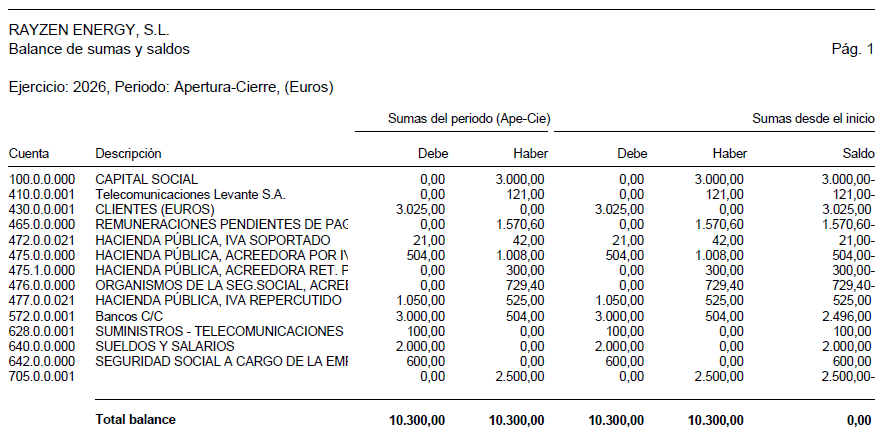 RAYZEN ENERGY, S.L.
Balance de sumas y saldos Pág. 1
Ejercicio: 2026, Periodo: Apertura-Cierre, (Euros)
Sumas del periodo (Ape-Cie) Sumas desde el inicio
Cuenta Descripción Debe Haber Debe Haber Saldo
100.0.0.000 CAPITAL SOCIAL 0,00 3.000,00 0,00 3.000,00 3.000,00-
410.0.0.001 Telecomunicaciones Levante S.A. 0,00 121,00 0,00 121,00 121,00-
430.0.0.001 CLIENTES (EUROS) 3.025,00 0,00 3.025,00 0,00 3.025,00
465.0.0.000 REMUNERACIONES PENDIENTES DE PAG 0,00 1.570,60 0,00 1.570,60 1.570,60-
472.0.0.021 HACIENDA PÚBLICA, IVA SOPORTADO 21,00 42,00 21,00 42,00 21,00-
475.0.0.000 HACIENDA PÚBLICA, ACREEDORA POR IV 504,00 1.008,00 504,00 1.008,00 504,00-
475.1.0.000 HACIENDA PÚBLICA, ACREEDORA RET. P 0,00 300,00 0,00 300,00 300,00-
476.0.0.000 ORGANISMOS DE LA SEG.SOCIAL, ACREE 0,00 729,40 0,00 729,40 729,40-
477.0.0.021 HACIENDA PÚBLICA, IVA REPERCUTIDO 1.050,00 525,00 1.050,00 525,00 525,00
572.0.0.001 Bancos C/C 3.000,00 504,00 3.000,00 504,00 2.496,00
628.0.0.001 SUMINISTROS - TELECOMUNICACIONES 100,00 0,00 100,00 0,00 100,00
640.0.0.000 SUELDOS Y SALARIOS 2.000,00 0,00 2.000,00 0,00 2.000,00
642.0.0.000 SEGURIDAD SOCIAL A CARGO DE LA EMF 600,00 0,00 600,00 0,00 600,00
705.0.0.001 0,00 2.500,00 0,00 2.500,00 2.500,00-
Total balance 10.300,00 10.300,00 10.300,00 10.300,00 0,00